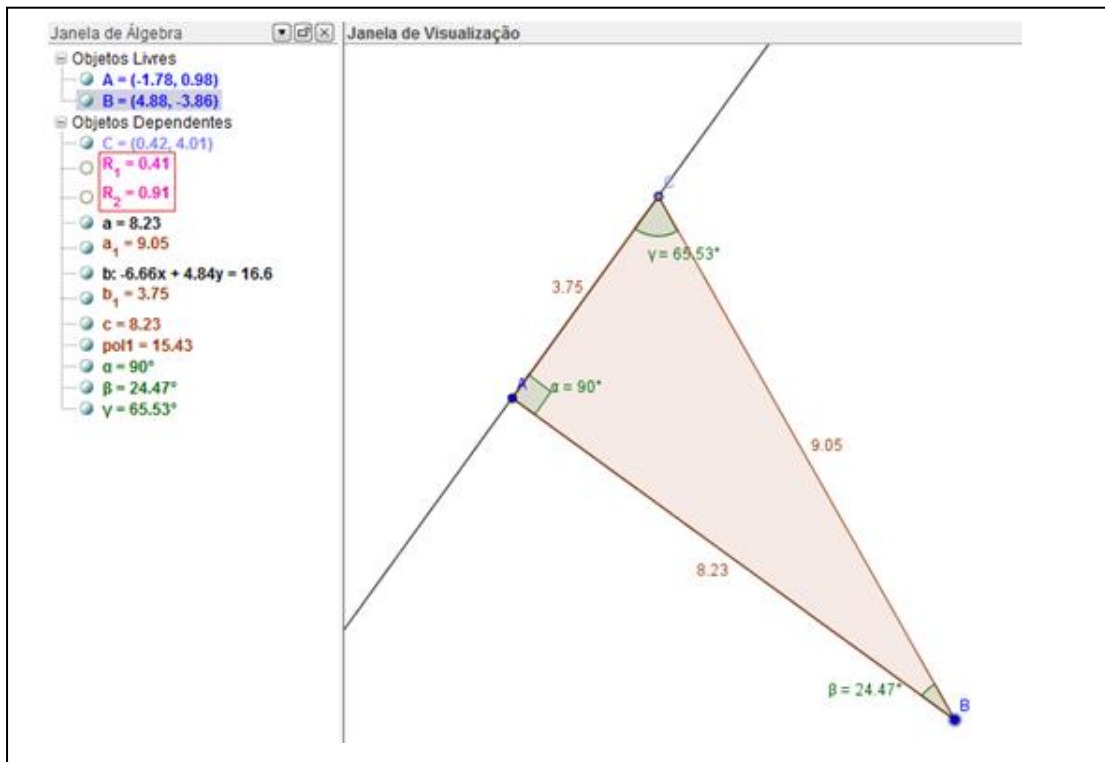 Janela de Álgebra
Janela de Visualização
Objetos Livres
A = (-1.78, 0.98)
B = (4.88, -3.86)
Objetos Dependentes
C = (0.42, 4.01)
R₁ = 0.41
R₂ = 0.91
a = 8.23
a₁ = 9.05
b: -6.66x + 4.84y = 16.6
b₁ = 3.75
c = 8.23
pol1 = 15.43
α = 90°
β = 24.47°
γ = 65.53°
C
γ = 65.53°
3.75
A
α = 90°
9.05
8.23
β = 24.47°
B